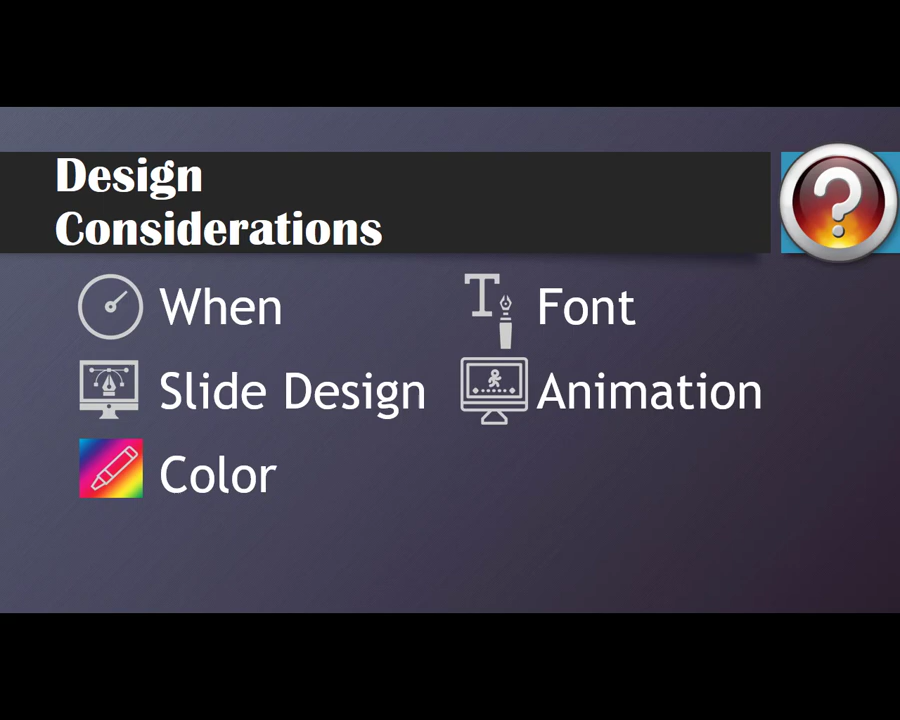 Design
Considerations
When
Slide Design
Color
Font
Animation